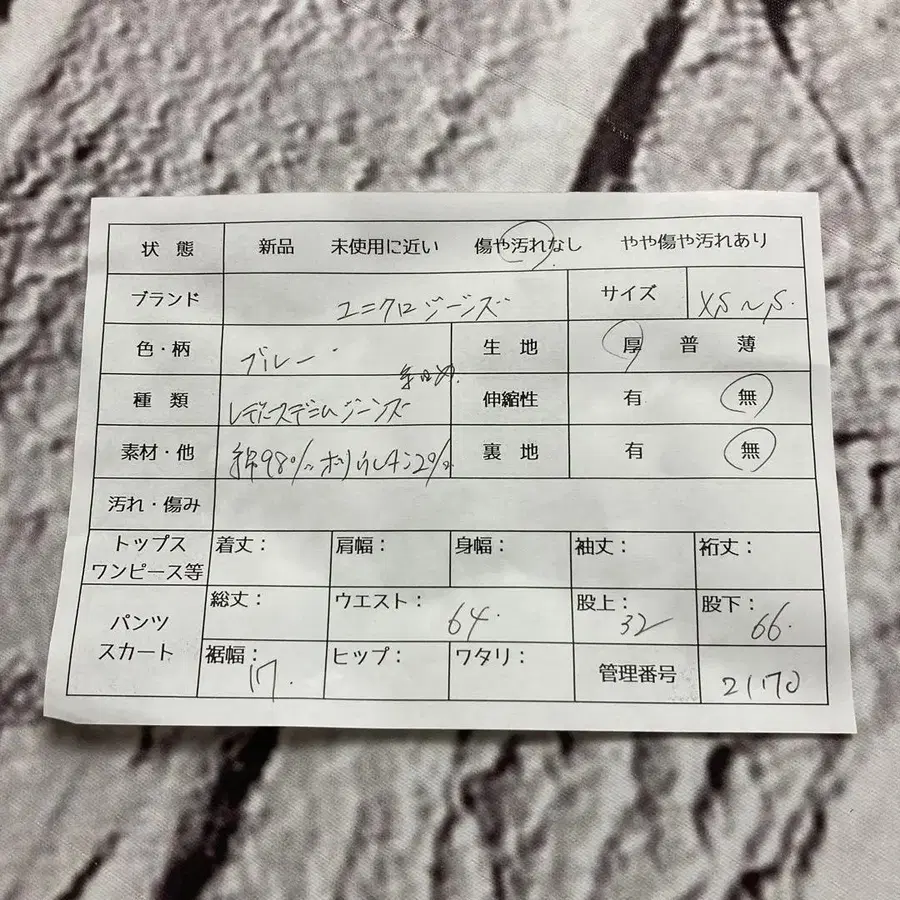 状 態 新品 未使用に近い 傷や汚れなし やや傷や汚れあり
ブランド ユニクロジーンズ サイズ XS~S.
色・柄 ブルー 生 地 厚 普 薄
種 類 レディースデニムジーンズ 伸縮性 有 無
素材・他 綿98%ポリウレタン2% 裏 地 有 無
汚れ・傷み
トップス
ワンピース等 着丈: 肩幅: 身幅: 袖丈: 裄丈:
パンツ
スカート 総丈: ウエスト: 64. 股上: 32 股下: 66.
裾幅: 17. ヒップ: ワタリ: 管理番号 21170